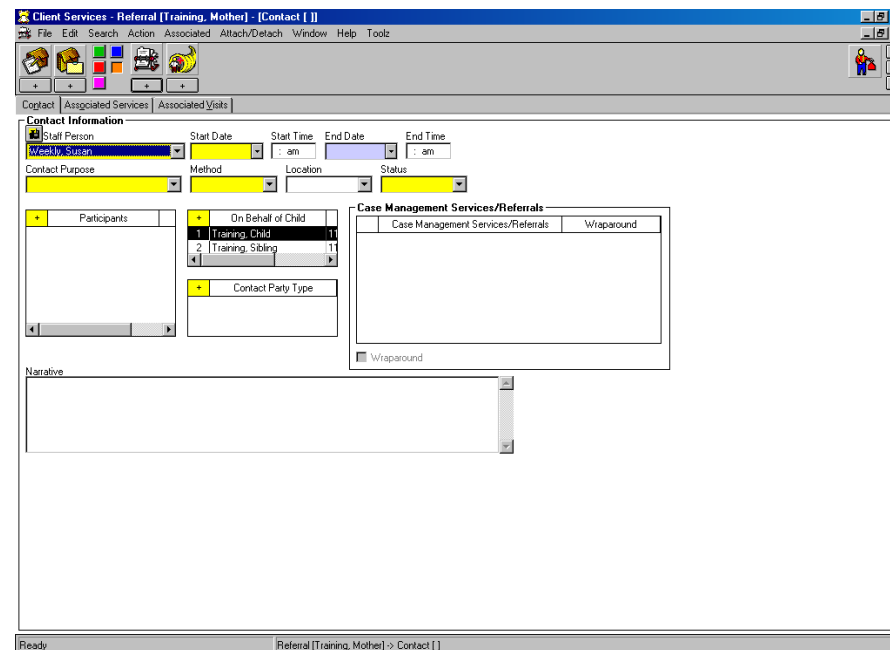 Client Services - Referral [Training, Mother] - [Contact [ ]]
File Edit Search Action Associated Attach/Detach Window Help Toolz
+ + + +
Contact Associated Services Associated Visits
Contact Information
Staff Person Start Date Start Time End Date End Time
Weekly, Susan : am : am
Contact Purpose Method Location Status
Case Management Services/Referrals
+ Participants + On Behalf of Child Case Management Services/Referrals Wraparound
1 Training, Child 11
2 Training, Sibling 11
+ Contact Party Type
Wraparound
Narrative
Ready Referral [Training, Mother] -> Contact [ ]